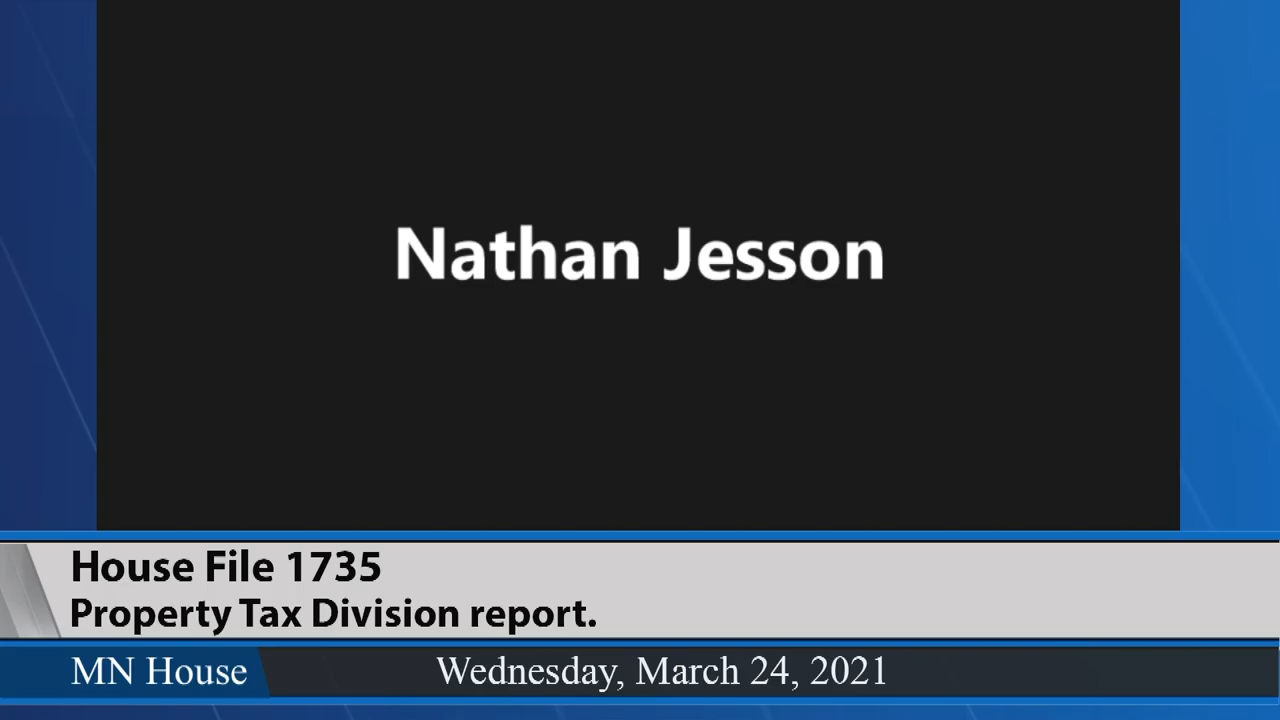 Nathan Jesson
House File 1735
Property Tax Division report.
MN House
Wednesday, March 24, 2021